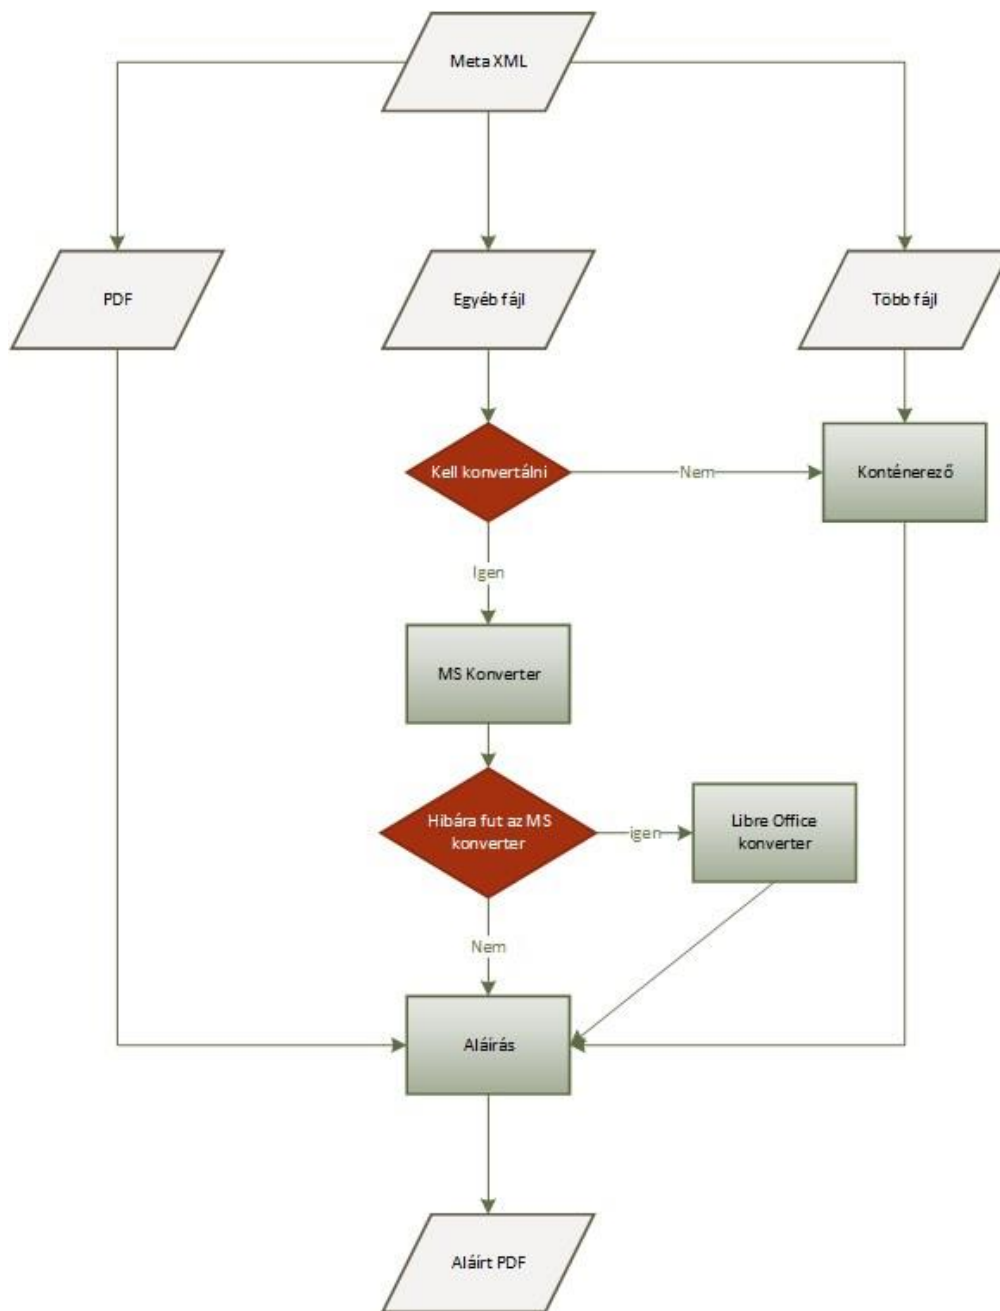 Meta XML
PDF
Egyéb fájl
Több fájl
Kell konvertálni
Nem
Konténerező
Igen
MS Konverter
Hibára fut az MS
konverter
igen
Libre Office
konverter
Nem
Aláírás
Aláírt PDF